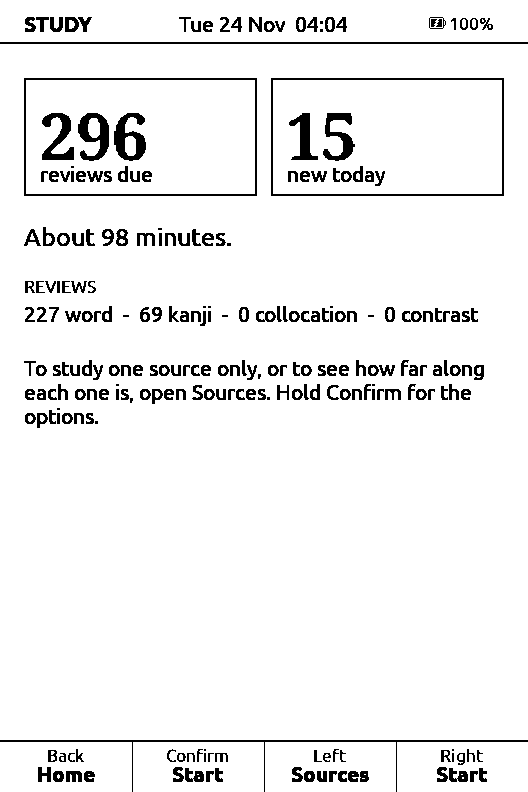 STUDY
Tue 24 Nov 04:04
100%
296
reviews due
15
new today
About 98 minutes.
REVIEWS
227 word - 69 kanji - 0 collocation - 0 contrast
To study one source only, or to see how far along
each one is, open Sources. Hold Confirm for the
options.
Back
Home
Confirm
Start
Left
Sources
Right
Start